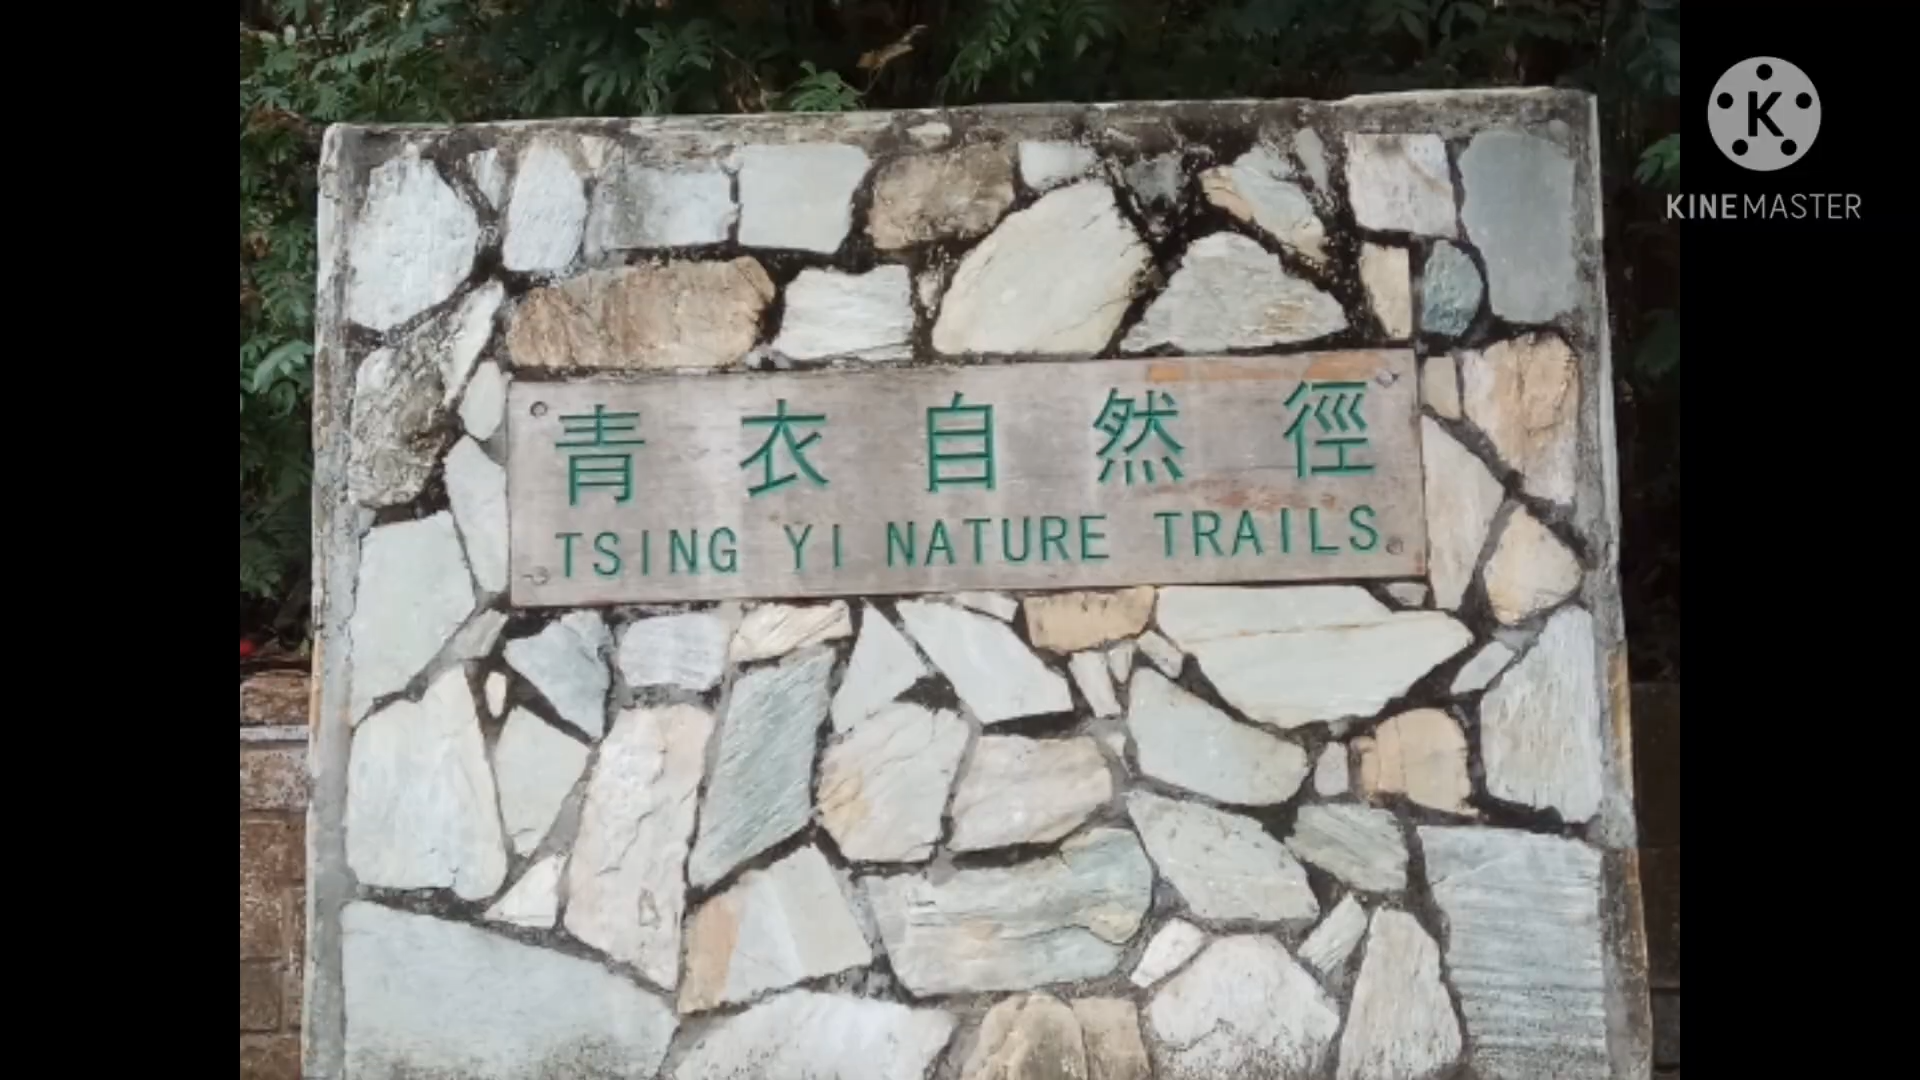 青衣自然徑
TSING YI NATURE TRAILS
K
KINEMASTER